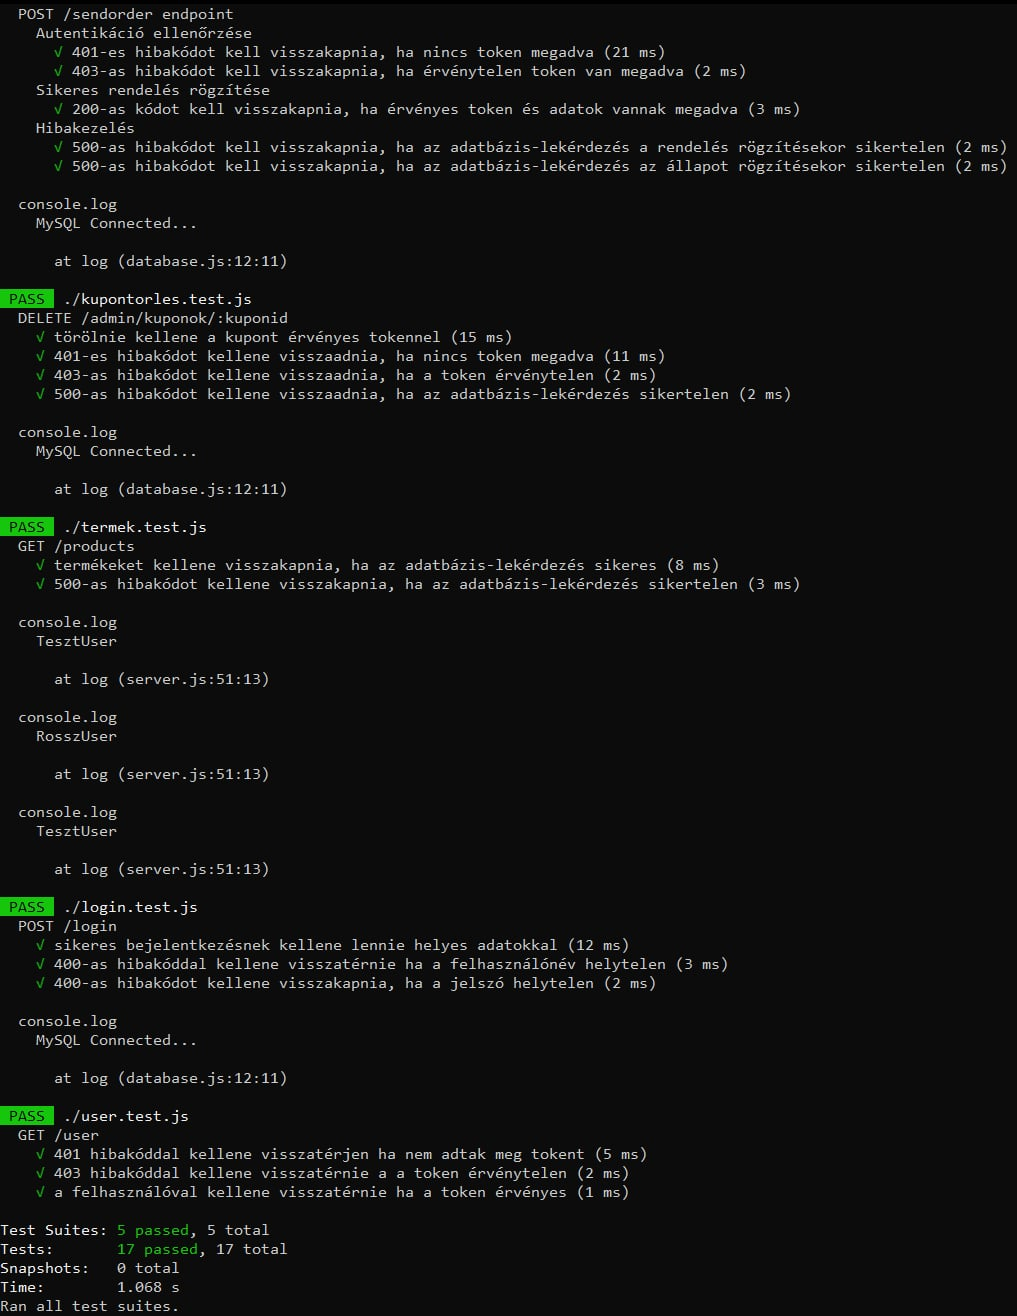 POST /sendorder endpoint
Autentikáció ellenőrzése
√ 401-es hibakódot kell visszakapnia, ha nincs token megadva (21 ms)
√ 403-as hibakódot kell visszakapnia, ha érvénytelen token van megadva (2 ms)
Sikeres rendelés rögzítése
√ 200-as kódot kell visszakapnia, ha érvényes token és adatok vannak megadva (3 ms)
Hibakezelés
√ 500-as hibakódot kell visszakapnia, ha az adatbázis-lekérdezés a rendelés rögzítésekor sikertelen (2 ms)
√ 500-as hibakódot kell visszakapnia, ha az adatbázis-lekérdezés az állapot rögzítésekor sikertelen (2 ms)
console.log
MySQL Connected...
at log (database.js:12:11)
PASS ./kupontorles.test.js
DELETE /admin/kuponok/:kuponid
√ törölnie kellene a kupont érvényes tokennel (15 ms)
√ 401-es hibakódot kellene visszaadnia, ha nincs token megadva (11 ms)
√ 403-as hibakódot kellene visszaadnia, ha a token érvénytelen (2 ms)
√ 500-as hibakódot kellene visszaadnia, ha az adatbázis-lekérdezés sikertelen (2 ms)
console.log
MySQL Connected...
at log (database.js:12:11)
PASS ./termek.test.js
GET /products
√ termékeket kellene visszakapnia, ha az adatbázis-lekérdezés sikeres (8 ms)
√ 500-as hibakódot kellene visszakapnia, ha az adatbázis-lekérdezés sikertelen (3 ms)
console.log
TesztUser
at log (server.js:51:13)
console.log
RosszUser
at log (server.js:51:13)
console.log
TesztUser
at log (server.js:51:13)
PASS ./login.test.js
POST /login
√ sikeres bejelentkezésnek kellene lennie helyes adatokkal (12 ms)
√ 400-as hibakóddal kellene visszatérnie ha a felhasználónév helytelen (3 ms)
√ 400-as hibakódot kellene visszakapnia, ha a jelszó helytelen (2 ms)
console.log
MySQL Connected...
at log (database.js:12:11)
PASS ./user.test.js
GET /user
√ 401 hibakóddal kellene visszatérjen ha nem adtak meg tokent (5 ms)
√ 403 hibakóddal kellene visszatérnie a a token érvénytelen (2 ms)
√ a felhasználóval kellene visszatérnie ha a token érvényes (1 ms)
Test Suites: 5 passed, 5 total
Tests: 17 passed, 17 total
Snapshots: 0 total
Time: 1.068 s
Ran all test suites.